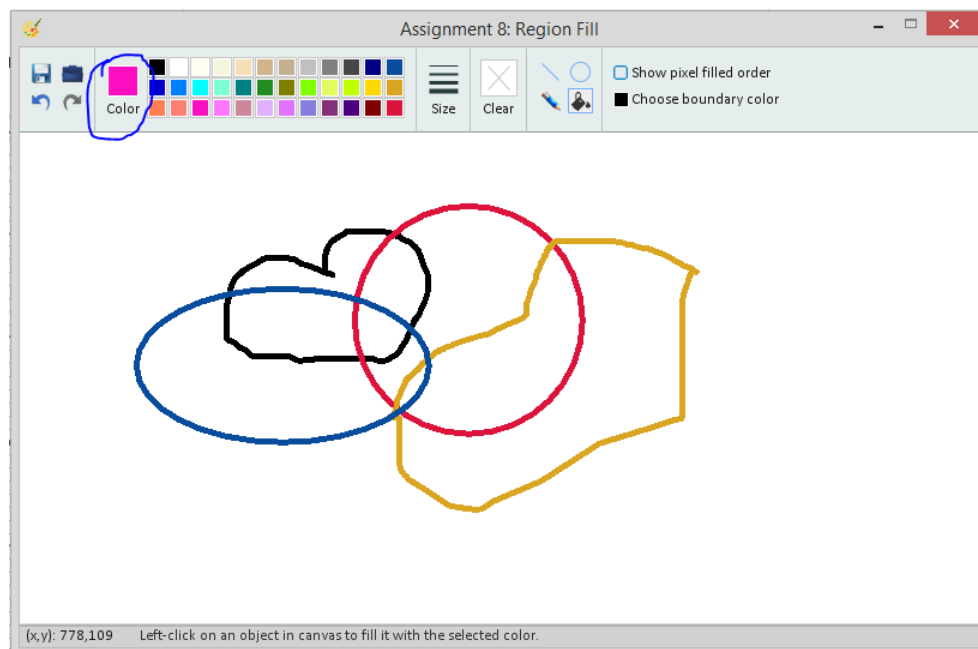 Assignment 8: Region Fill
Color
Size
Clear
Show pixel filled order
Choose boundary color
(x,y): 778,109 Left-click on an object in canvas to fill it with the selected color.